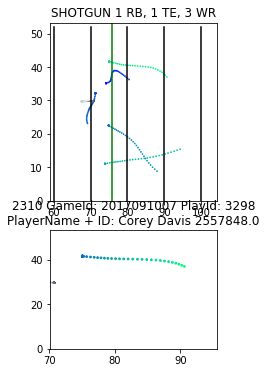 SHOTGUN 1 RB, 1 TE, 3 WR
50
40
30
20
10
0
60 70 80 90 100
2310 GameId: 2017091007 PlayId: 3298
PlayerName + ID: Corey Davis 2557848.0
40
20
0
70 80 90